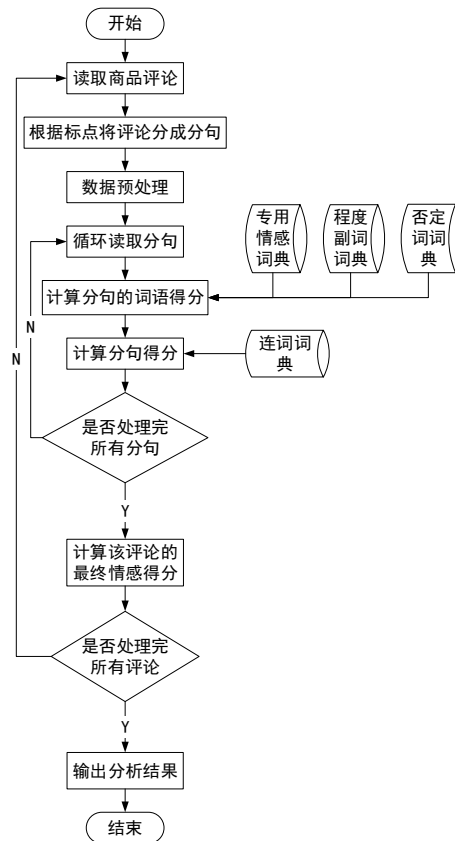 开始
读取商品评论
根据标点将评论分成分句
数据预处理
循环读取分句
专用
情感
词典
程度
副词
词典
否定
词词
典
计算分句的词语得分
N
N
计算分句得分
连词词
典
是否处理完
所有分句
Y
计算该评论的
最终情感得分
是否处理完
所有评论
Y
输出分析结果
结束